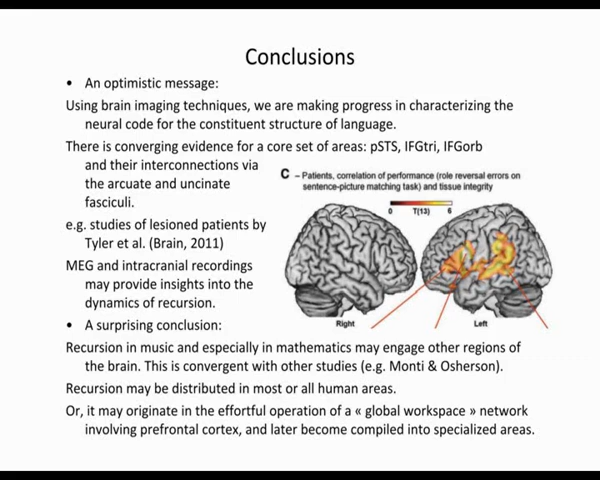 Conclusions
• An optimistic message:
Using brain imaging techniques, we are making progress in characterizing the
neural code for the constituent structure of language.
There is converging evidence for a core set of areas: pSTS, IFGtri, IFGorb
and their interconnections via
the arcuate and uncinate
fasciculi.
e.g. studies of lesioned patients by
Tyler et al. (Brain, 2011)
MEG and intracranial recordings
may provide insights into the
dynamics of recursion.
C – Patients, correlation of performance (role reversal errors on
sentence-picture matching task) and tissue integrity
0 T(13) 6
Right Left
• A surprising conclusion:
Recursion in music and especially in mathematics may engage other regions of
the brain. This is convergent with other studies (e.g. Monti & Osherson).
Recursion may be distributed in most or all human areas.
Or, it may originate in the effortful operation of a « global workspace » network
involving prefrontal cortex, and later become compiled into specialized areas.